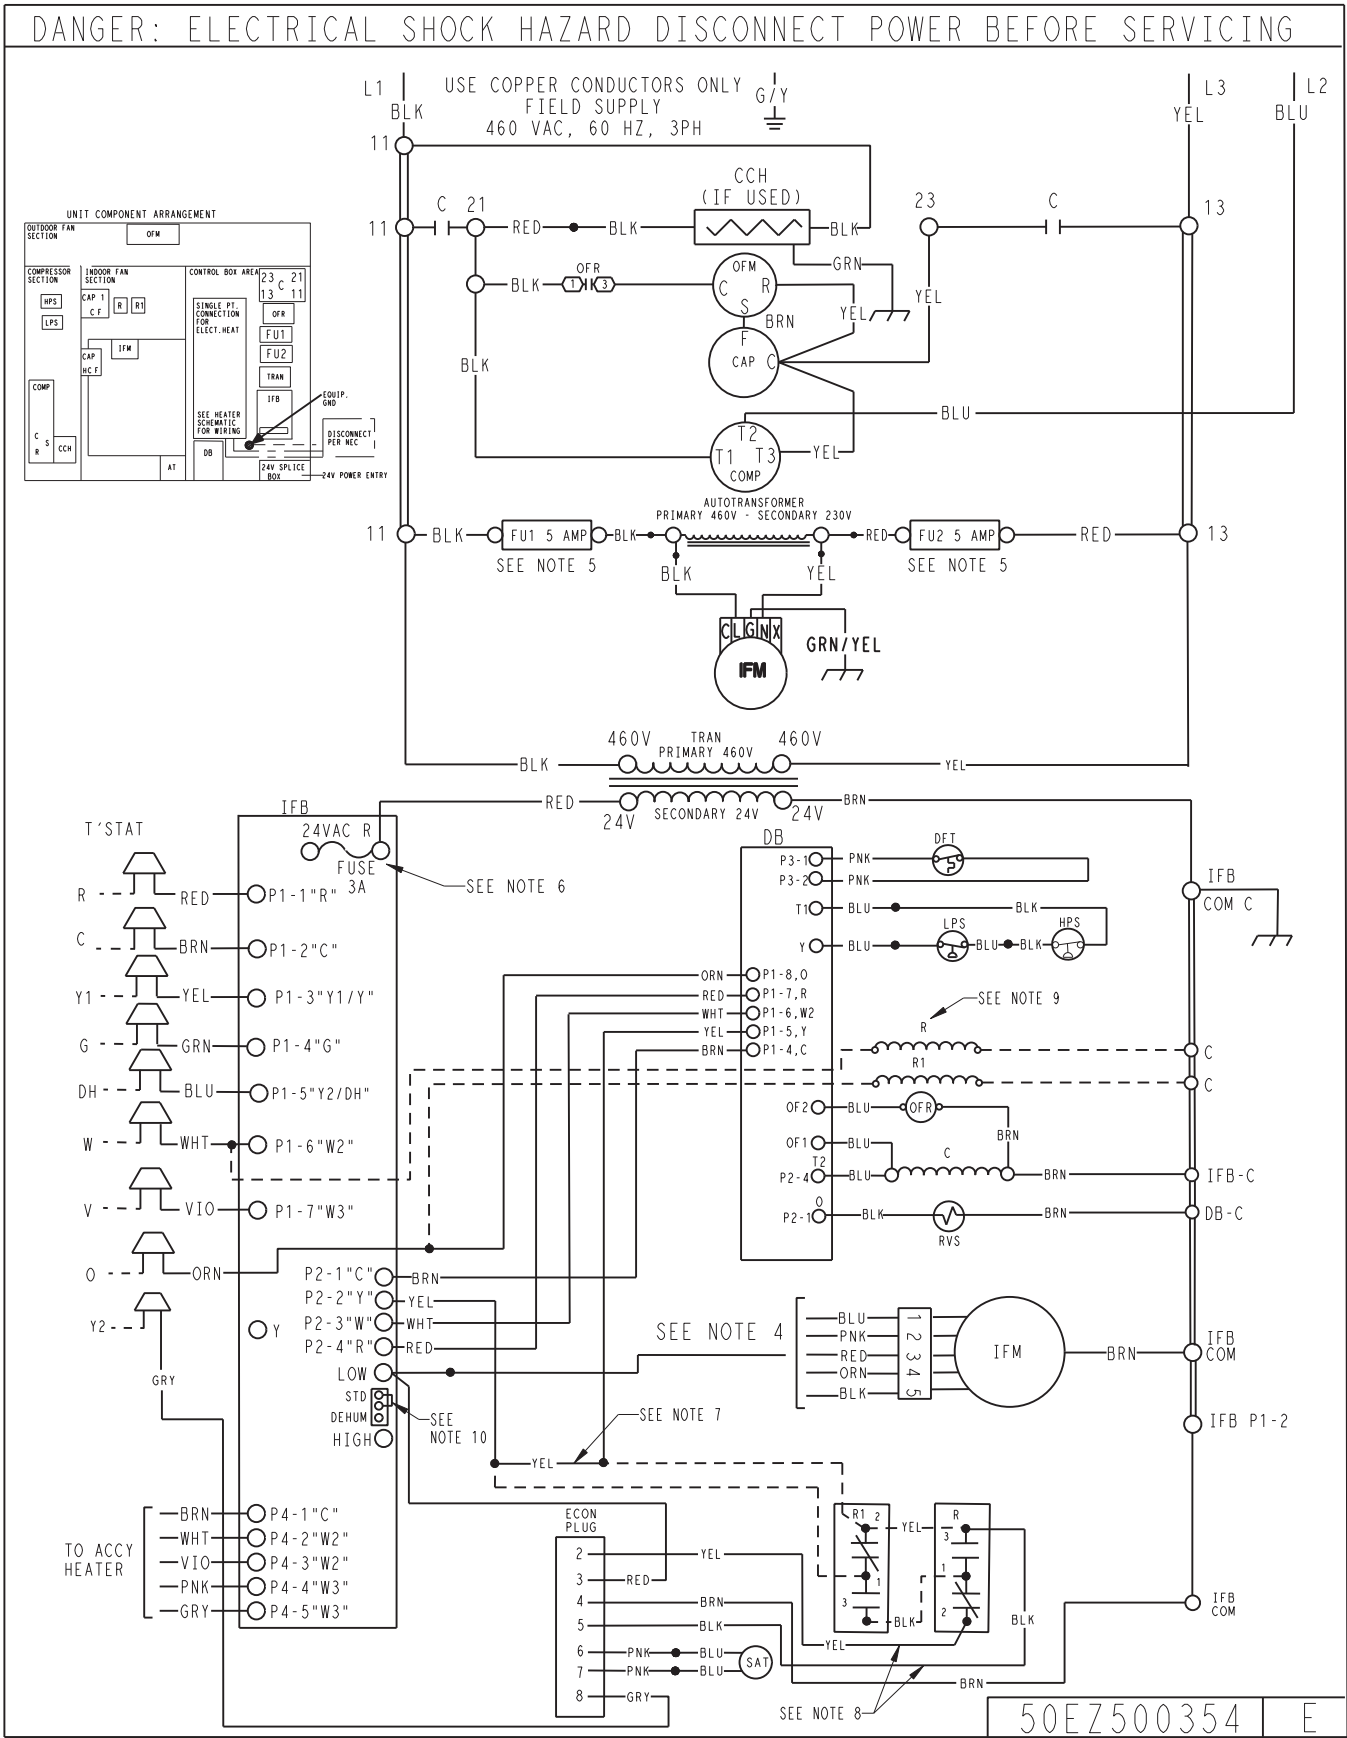 DANGER: ELECTRICAL SHOCK HAZARD DISCONNECT POWER BEFORE SERVICING
L1
BLK
USE COPPER CONDUCTORS ONLY
FIELD SUPPLY
460 VAC, 60 HZ, 3PH
G/Y
L3
YEL
L2
BLU
11
CCH
(IF USED)
11
C
21
RED
BLK
BLK
23
C
13
GRN
BLK
OFR
1
3
OFM
C
R
S
YEL
BRN
YEL
F
CAP
C
BLK
BLU
T2
T1
T3
COMP
YEL
UNIT COMPONENT ARRANGEMENT
OUTDOOR FAN
SECTION
OFM
COMPRESSOR
SECTION
INDOOR FAN
SECTION
CONTROL BOX AREA
23
21
C
13
11
HPS
LPS
CAP 1
C F
R
R1
SINGLE PT.
CONNECTION
FOR
ELECT.HEAT
OFR
FU1
FU2
IFM
CAP
H C F
TRAN
COMP
C
S
R
CCH
IFB
EQUIP.
GND
SEE HEATER
SCHEMATIC
FOR WIRING
DISCONNECT
PER NEC
DB
AT
24V SPLICE
BOX
24V POWER ENTRY
AUTOTRANSFORMER
PRIMARY 460V - SECONDARY 230V
11
BLK
FU1 5 AMP
BLK
RED
FU2 5 AMP
RED
13
SEE NOTE 5
SEE NOTE 5
BLK
YEL
C
L
G
N
X
IFM
GRN/YEL
460V
TRAN
PRIMARY 460V
460V
BLK
YEL
RED
24V
SECONDARY 24V
24V
BRN
IFB
T'STAT
24VAC R
FUSE
3A
SEE NOTE 6
DB
R
RED
P1-1"R"
C
BRN
P1-2"C"
Y1
YEL
P1-3"Y1/Y"
G
GRN
P1-4"G"
DH
BLU
P1-5"Y2/DH"
W
WHT
P1-6"W2"
V
VIO
P1-7"W3"
O
ORN
Y2
Y
GRY
P3-1
PNK
DFT
P3-2
PNK
T1
BLU
BLK
Y
BLU
LPS
BLU
BLK
HPS
IFB
COM C
ORN
P1-8,O
RED
P1-7,R
WHT
P1-6,W2
YEL
P1-5,Y
BRN
P1-4,C
SEE NOTE 9
R
C
R1
C
OF2
BLU
OFR
BRN
OF1
BLU
C
T2
P2-4
BLU
BRN
IFB-C
O
P2-1
BLK
RVS
BRN
DB-C
P2-1"C"
BRN
P2-2"Y"
YEL
P2-3"W"
WHT
P2-4"R"
RED
LOW
STD
DEHUM
SEE
NOTE 10
HIGH
SEE NOTE 4
BLU
1
PNK
2
RED
3
ORN
4
BLK
5
IFM
BRN
IFB
COM
IFB P1-2
SEE NOTE 7
YEL
TO ACCY
HEATER
BRN
P4-1"C"
WHT
P4-2"W2"
VIO
P4-3"W2"
PNK
P4-4"W3"
GRY
P4-5"W3"
ECON
PLUG
2
YEL
3
RED
4
BRN
5
BLK
6
PNK
BLU
7
PNK
BLU
SAT
8
GRY
R1
2
YEL
R
3
1
1
3
BLK
2
BLK
YEL
IFB
COM
BRN
SEE NOTE 8
50EZ500354
E